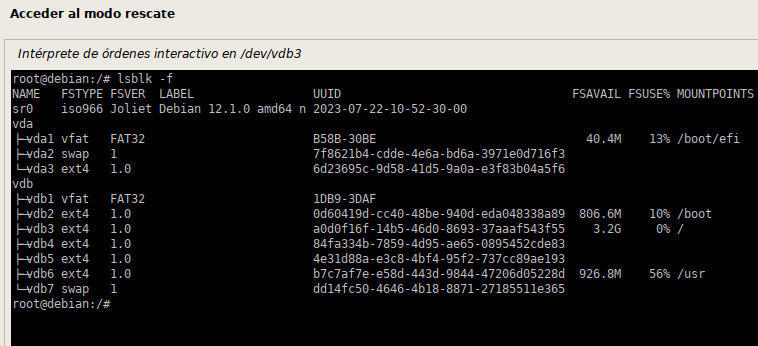 Acceder al modo rescate
Intérprete de órdenes interactivo en /dev/vdb3
root@debian:/# lsblk -f
NAME   FSTYPE FSVER  LABEL                 UUID                                 FSAVAIL FSUSE% MOUNTPOINTS
sr0    iso966 Joliet Debian 12.1.0 amd64 n 2023-07-22-10-52-30-00
vda
├─vda1 vfat   FAT32                        B58B-30BE                              40.4M    13% /boot/efi
├─vda2 swap   1                            7f8621b4-cdde-4e6a-bd6a-3971e0d716f3
└─vda3 ext4   1.0                          6d23695c-9d58-41d5-9a0a-e3f83b04a5f6
vdb
├─vdb1 vfat   FAT32                        1DB9-3DAF
├─vdb2 ext4   1.0                          0d60419d-cc40-48be-940d-eda048338a89  806.6M    10% /boot
├─vdb3 ext4   1.0                          a0d0f16f-14b5-46d0-8693-37aaaf543f55    3.2G     0% /
├─vdb4 ext4   1.0                          84fa334b-7859-4d95-ae65-0895452cde83
├─vdb5 ext4   1.0                          4e31d88a-e3c8-4bf4-95f2-737cc89ae193
├─vdb6 ext4   1.0                          b7c7af7e-e58d-443d-9844-47206d05228d  926.8M    56% /usr
└─vdb7 swap   1                            dd14fc50-4646-4b18-8871-27185511e365
root@debian:/#